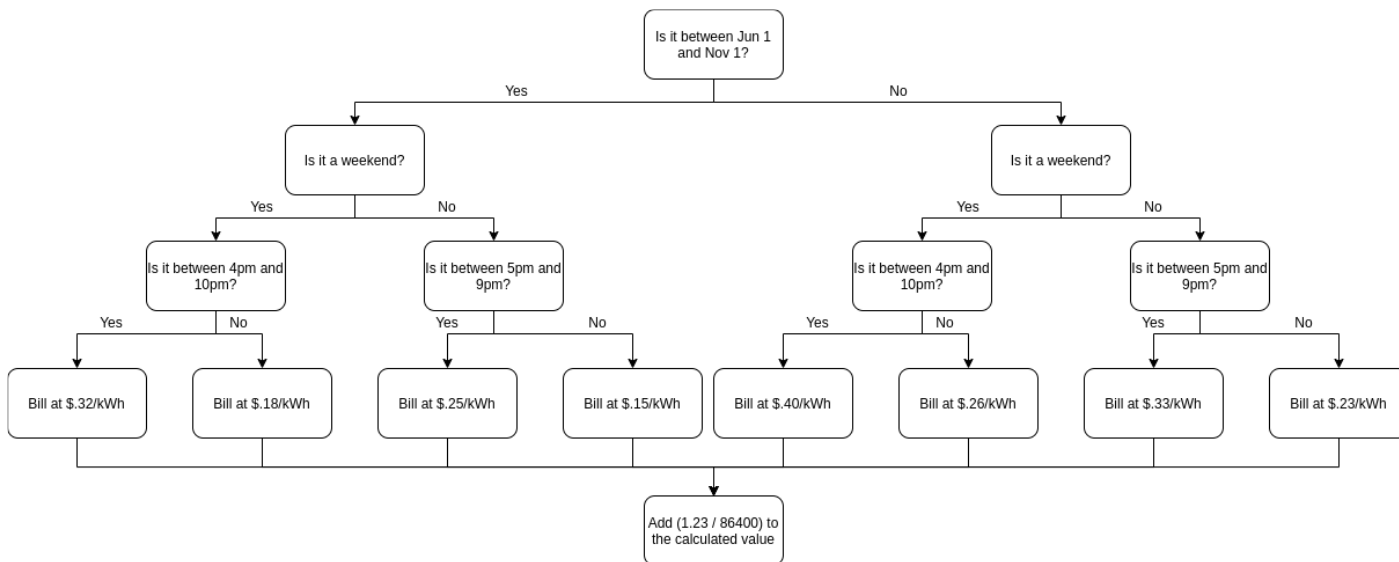 Is it between Jun 1
and Nov 1?
Yes
No
Is it a weekend?
Is it a weekend?
Yes
No
Yes
No
Is it between 4pm and
10pm?
Is it between 5pm and
9pm?
Is it between 4pm and
10pm?
Is it between 5pm and
9pm?
Yes
No
Yes
No
Yes
No
Yes
No
Bill at $.32/kWh
Bill at $.18/kWh
Bill at $.25/kWh
Bill at $.15/kWh
Bill at $.40/kWh
Bill at $.26/kWh
Bill at $.33/kWh
Bill at $.23/kWh
Add (1.23 / 86400) to
the calculated value